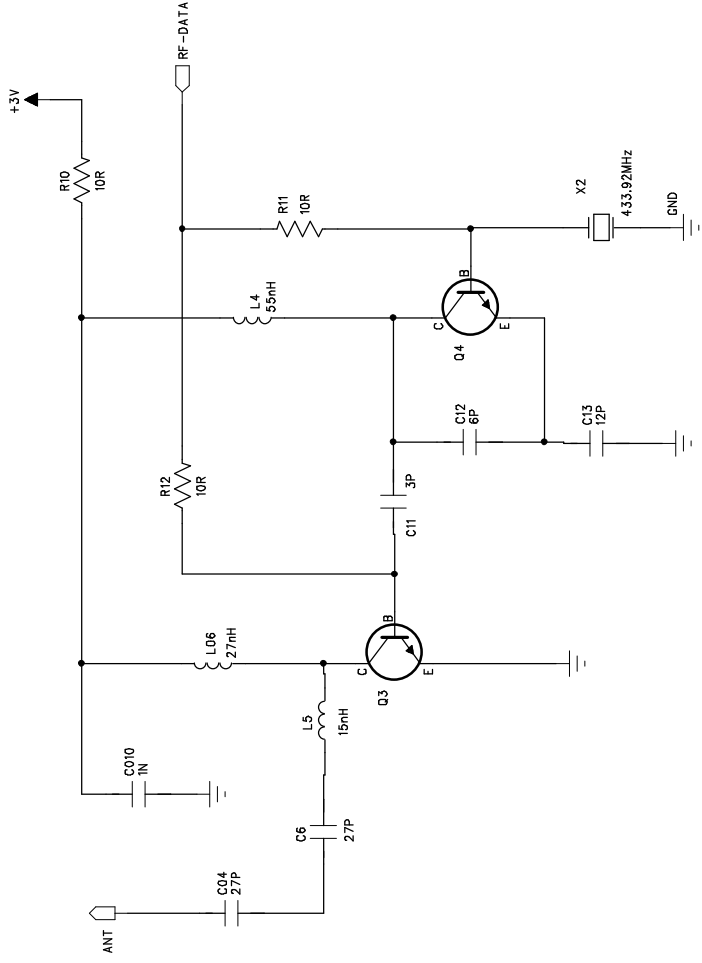 RF-DATA
+3V
R10
10R
R11
10R
X2
433.92MHz
GND
L4
55nH
B
C
E
Q4
C12
6P
C13
12P
R12
10R
3P
C11
L06
27nH
B
C
E
Q3
L5
15nH
C010
1N
C6
27P
C04
27P
ANT